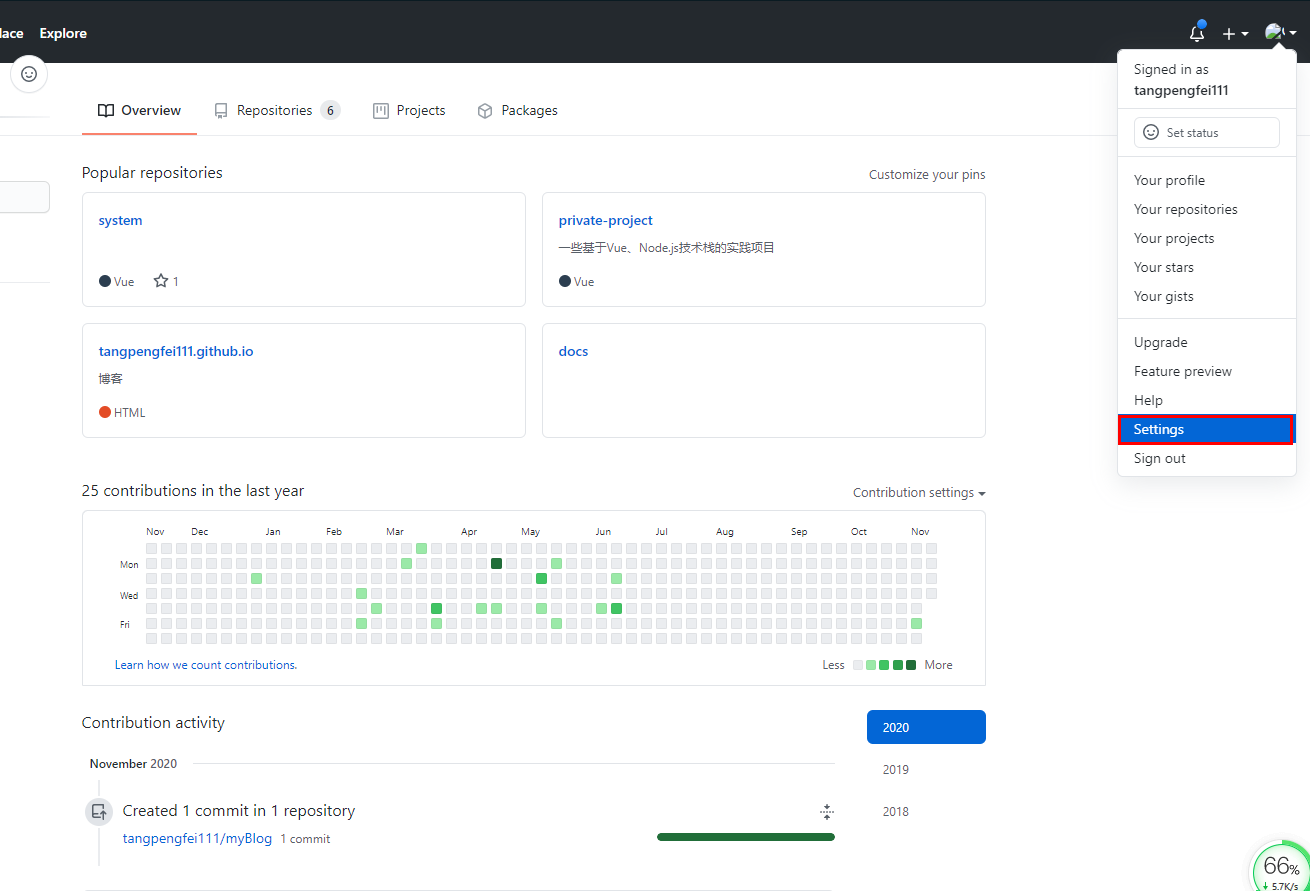 lace Explore
Signed in as
tangpengfei111
Set status
Your profile
Your repositories
Your projects
Your stars
Your gists
Upgrade
Feature preview
Help
Settings
Sign out
Overview Repositories 6 Projects Packages
Popular repositories Customize your pins
system
Vue 1
private-project
一些基于Vue、Node.js技术栈的实践项目
Vue
tangpengfei111.github.io
博客
HTML
docs
25 contributions in the last year Contribution settings
Nov Dec Jan Feb Mar Apr May Jun Jul Aug Sep Oct Nov
Mon
Wed
Fri
Learn how we count contributions. Less More
Contribution activity
2020
2019
2018
November 2020
Created 1 commit in 1 repository
tangpengfei111/myBlog 1 commit
66%
↓ 5.7K/s